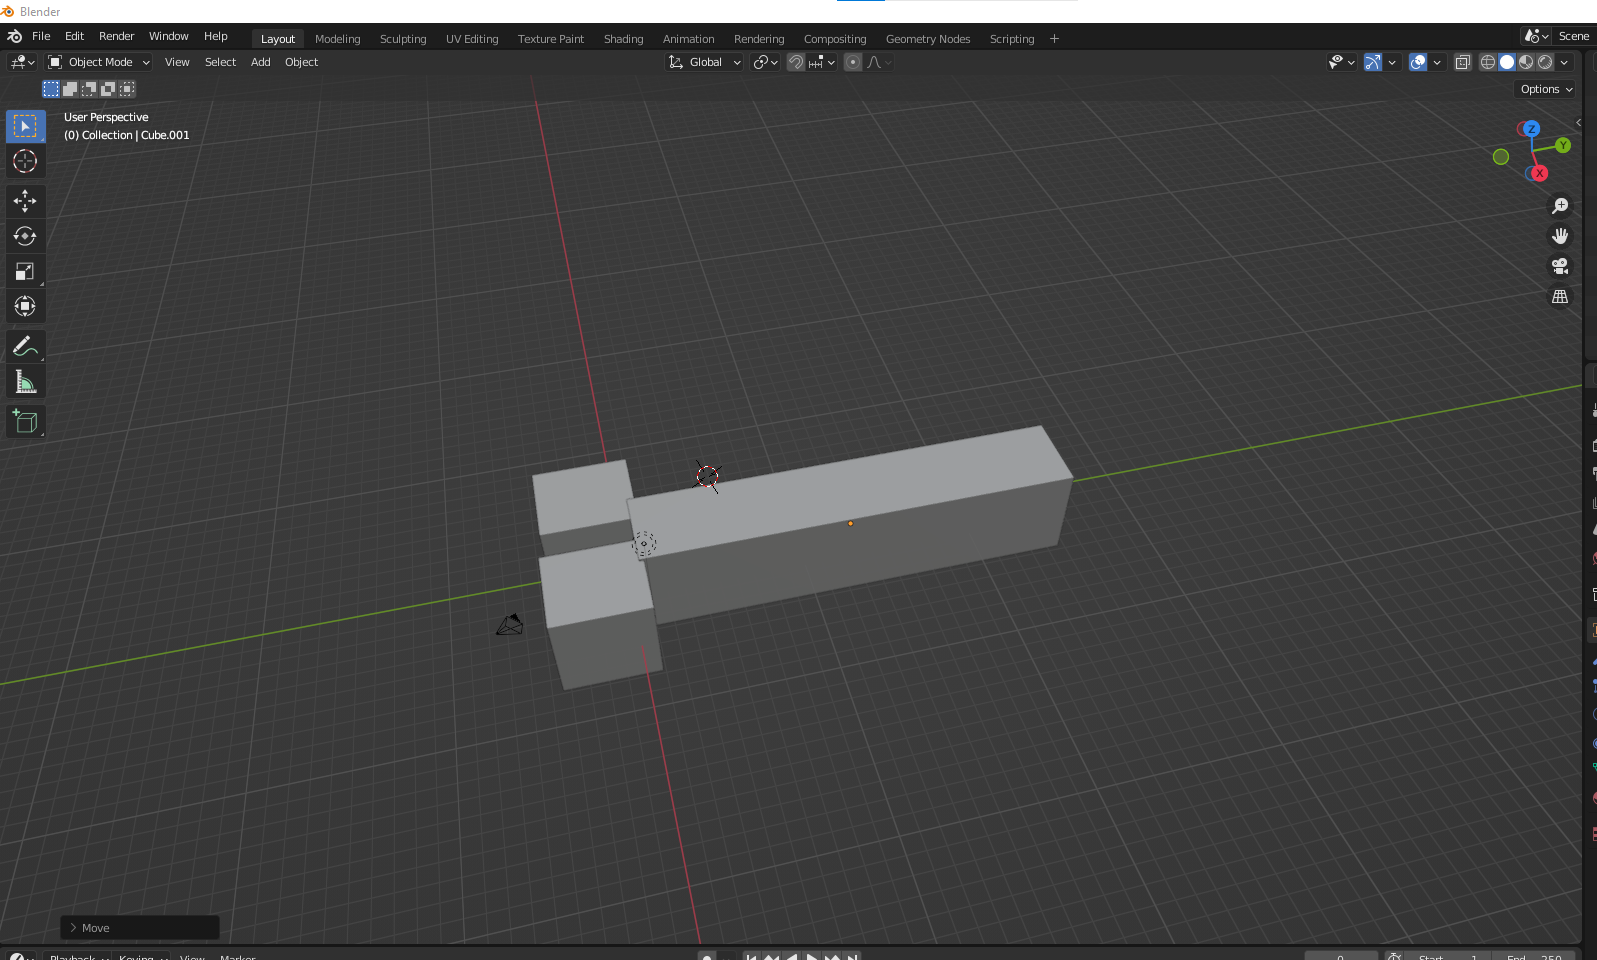 Blender
File Edit Render Window Help Layout Modeling Sculpting UV Editing Texture Paint Shading Animation Rendering Compositing Geometry Nodes Scripting + Scene
Object Mode View Select Add Object Global
Options
User Perspective
(0) Collection | Cube.001
Z
Y
X
Move
Playback Keying View Marker 0 Start 1 End 250